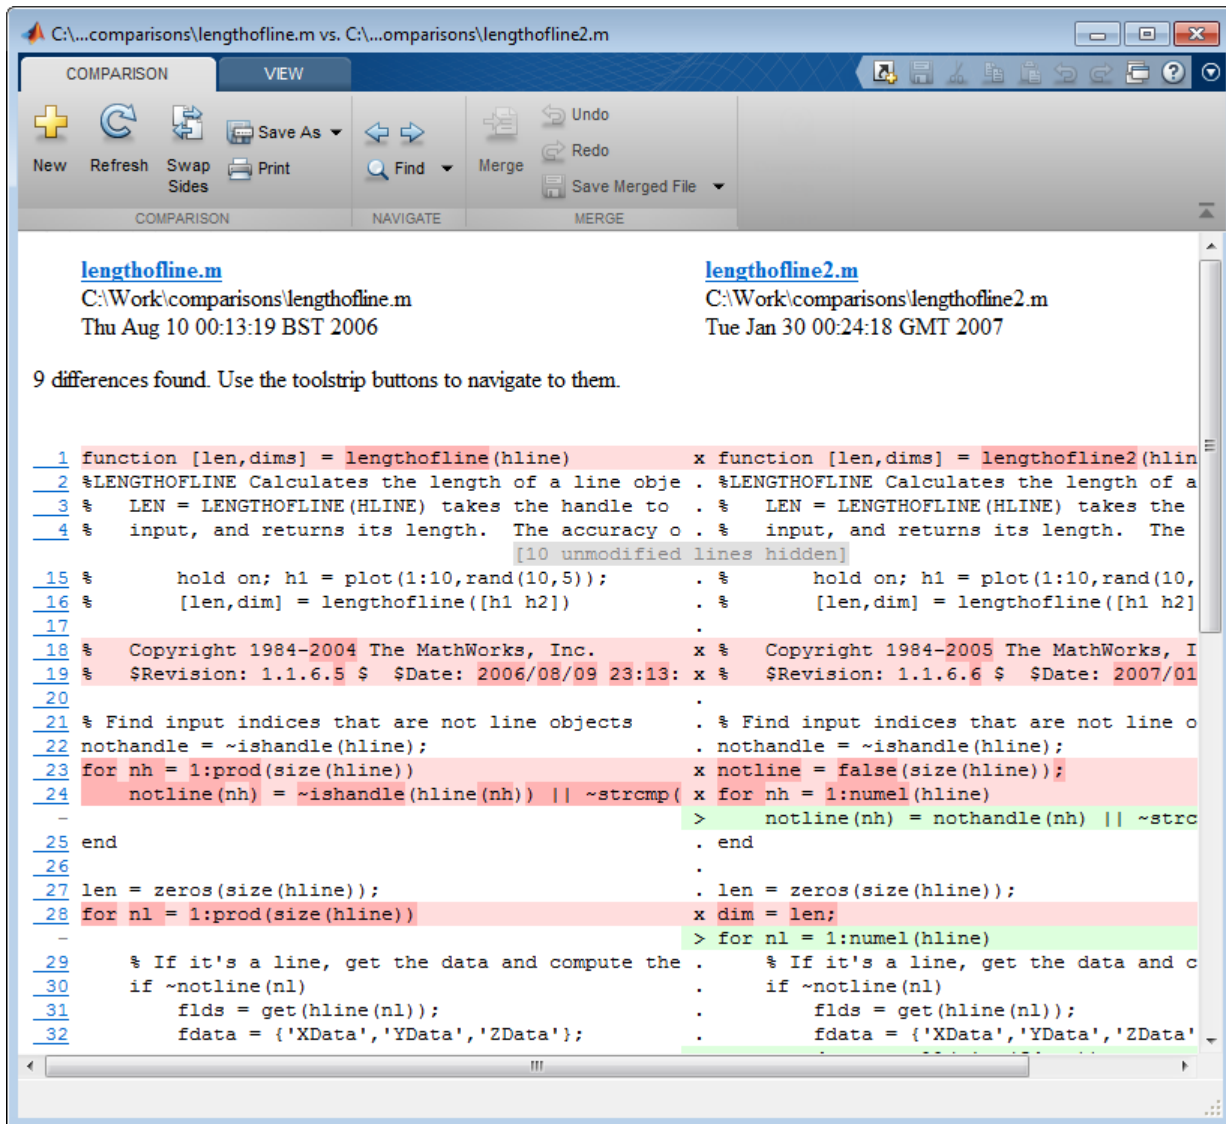 C:\...comparisons\lengthofline.m vs. C:\...omparisons\lengthofline2.m
COMPARISON VIEW
New Refresh Swap Sides Save As Print Find Merge Undo Redo Save Merged File
COMPARISON NAVIGATE MERGE
lengthofline.m lengthofline2.m
C:\Work\comparisons\lengthofline.m C:\Work\comparisons\lengthofline2.m
Thu Aug 10 00:13:19 BST 2006 Tue Jan 30 00:24:18 GMT 2007
9 differences found. Use the toolstrip buttons to navigate to them.
1 function [len,dims] = lengthofline(hline) x function [len,dims] = lengthofline2(hlin
2 %LENGTHOFLINE Calculates the length of a line obje . %LENGTHOFLINE Calculates the length of a
3 % LEN = LENGTHOFLINE(HLINE) takes the handle to . % LEN = LENGTHOFLINE(HLINE) takes the
4 % input, and returns its length. The accuracy o . % input, and returns its length. The
[10 unmodified lines hidden]
15 % hold on; h1 = plot(1:10,rand(10,5)); . % hold on; h1 = plot(1:10,rand(10,
16 % [len,dim] = lengthofline([h1 h2]) . % [len,dim] = lengthofline([h1 h2]
17 .
18 % Copyright 1984-2004 The MathWorks, Inc. x % Copyright 1984-2005 The MathWorks, I
19 % $Revision: 1.1.6.5 $ $Date: 2006/08/09 23:13: x % $Revision: 1.1.6.6 $ $Date: 2007/01
20 .
21 % Find input indices that are not line objects . % Find input indices that are not line o
22 nothandle = ~ishandle(hline); . nothandle = ~ishandle(hline);
23 for nh = 1:prod(size(hline)) x notline = false(size(hline));
24 notline(nh) = ~ishandle(hline(nh)) || ~strcmp( x for nh = 1:numel(hline)
- > notline(nh) = nothandle(nh) || ~strc
25 end . end
26 .
27 len = zeros(size(hline)); . len = zeros(size(hline));
28 for nl = 1:prod(size(hline)) x dim = len;
- > for nl = 1:numel(hline)
29 % If it's a line, get the data and compute the . % If it's a line, get the data and c
30 if ~notline(nl) . if ~notline(nl)
31 flds = get(hline(nl)); . flds = get(hline(nl));
32 fdata = {'XData','YData','ZData'}; . fdata = {'XData','YData','ZData'